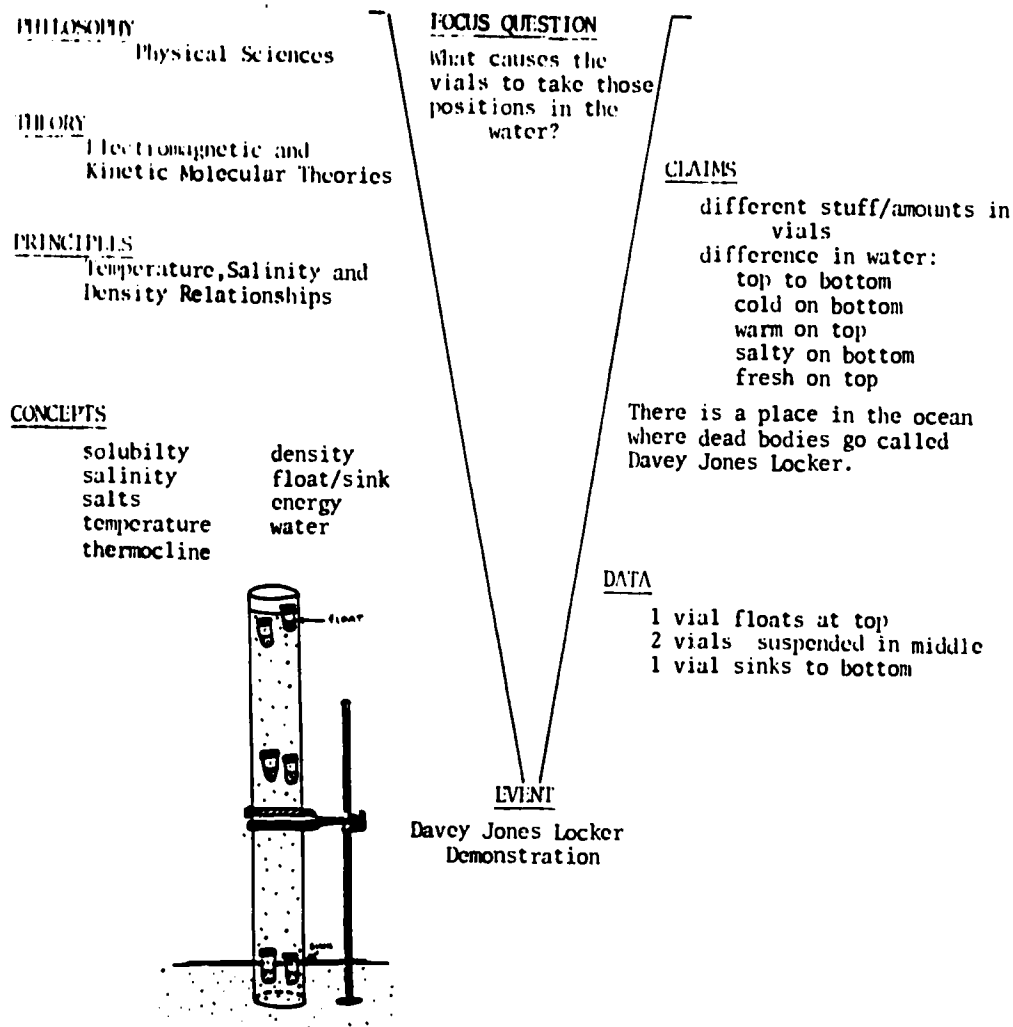 PHILOSOPHY
Physical Sciences
THEORY
Electromagnetic and
Kinetic Molecular Theories
PRINCIPLES
Temperature, Salinity and
Density Relationships
CONCEPTS
solubilty
salinity
salts
temperature
thermocline
density
float/sink
energy
water
FLOAT
FOCUS QUESTION
What causes the
vials to take those
positions in the
water?
EVENT
Davey Jones Locker
Demonstration
CLAIMS
different stuff/amounts in
vials
difference in water:
top to bottom
cold on bottom
warm on top
salty on bottom
fresh on top
There is a place in the ocean
where dead bodies go called
Davey Jones Locker.
DATA
1 vial floats at top
2 vials suspended in middle
1 vial sinks to bottom